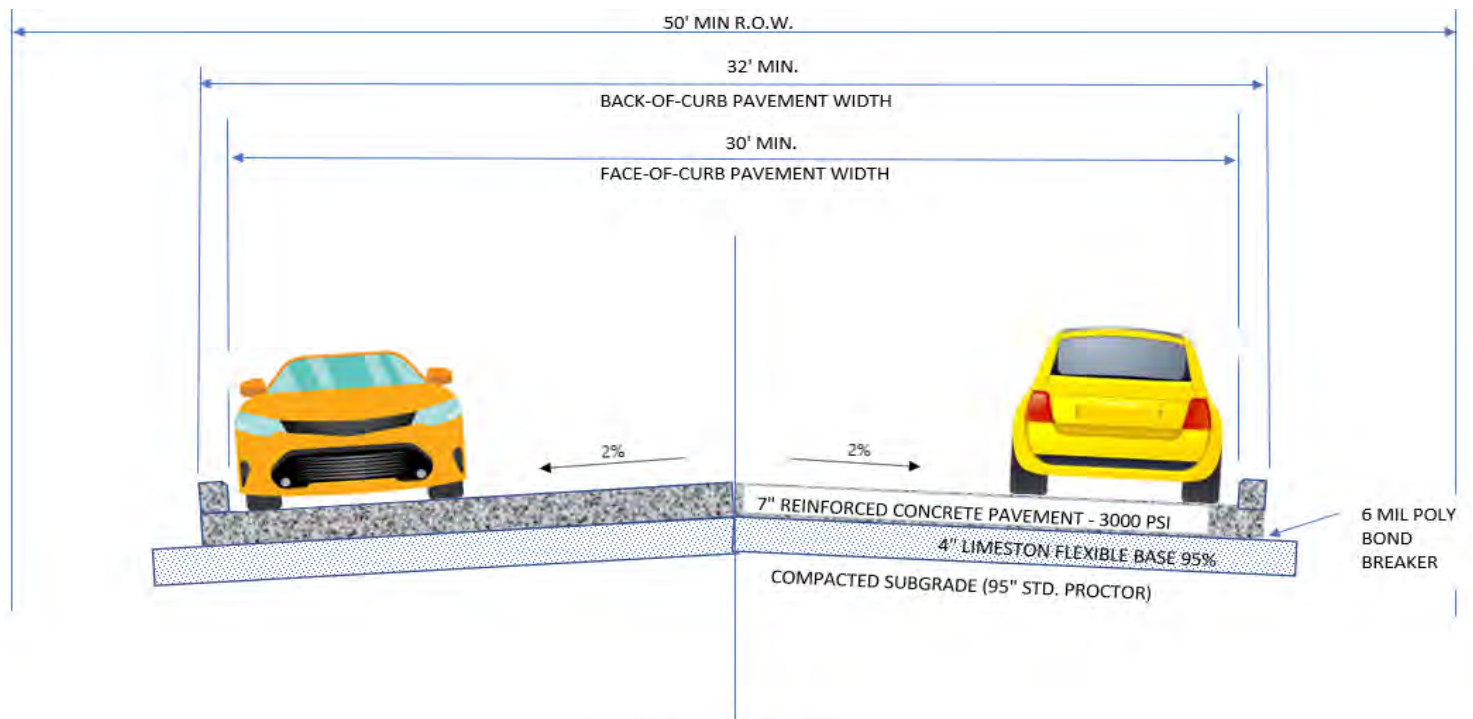 50' MIN R.O.W.
32' MIN.
BACK-OF-CURB PAVEMENT WIDTH
30' MIN.
FACE-OF-CURB PAVEMENT WIDTH
2%
2%
7" REINFORCED CONCRETE PAVEMENT - 3000 PSI
4" LIMESTON FLEXIBLE BASE 95%
COMPACTED SUBGRADE (95" STD. PROCTOR)
6 MIL POLY
BOND
BREAKER